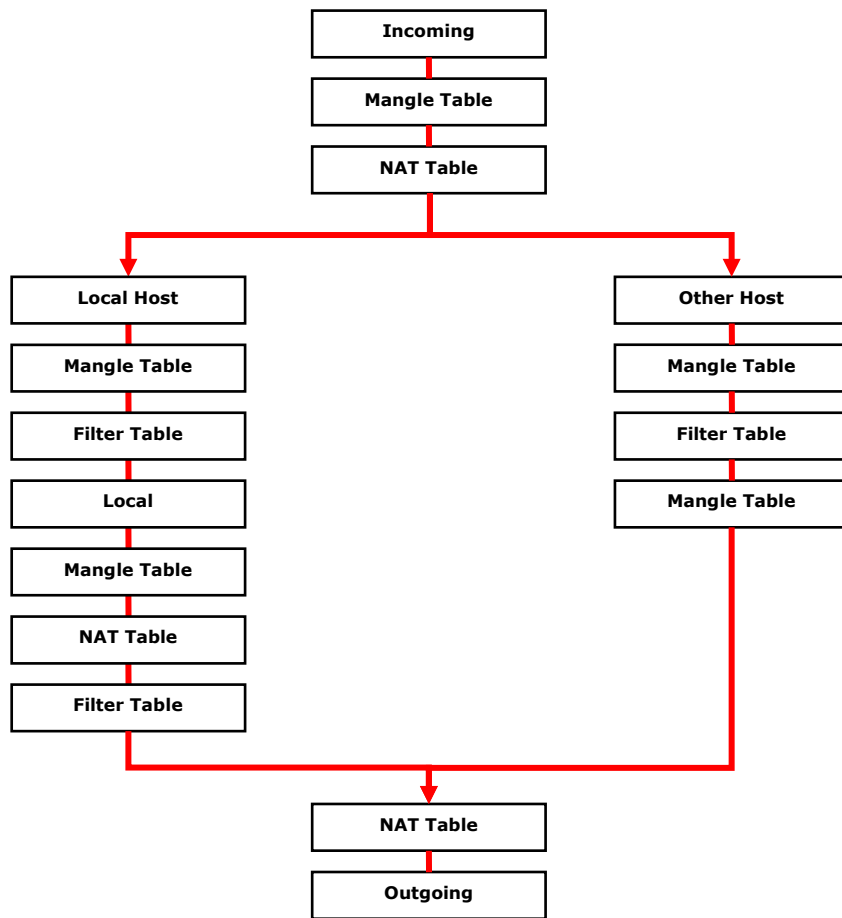 Incoming
Mangle Table
NAT Table
Local Host
Mangle Table
Filter Table
Local
Mangle Table
NAT Table
Filter Table
Other Host
Mangle Table
Filter Table
Mangle Table
NAT Table
Outgoing